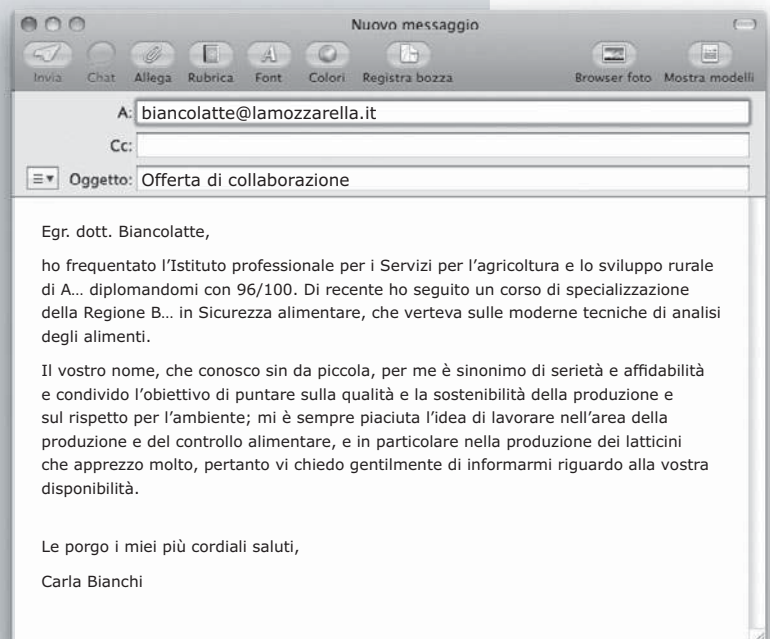 Nuovo messaggio
Invia Chat Allega Rubrica Font Colori Registra bozza Browser foto Mostra modelli
A: biancolatte@lamozzarella.it
Cc:
Oggetto: Offerta di collaborazione
Egr. dott. Biancolatte,
ho frequentato l'Istituto professionale per i Servizi per l'agricoltura e lo sviluppo rurale
di A... diplomandomi con 96/100. Di recente ho seguito un corso di specializzazione
della Regione B... in Sicurezza alimentare, che verteva sulle moderne tecniche di analisi
degli alimenti.
Il vostro nome, che conosco sin da piccola, per me è sinonimo di serietà e affidabilità
e condivido l'obiettivo di puntare sulla qualità e la sostenibilità della produzione e
sul rispetto per l'ambiente; mi è sempre piaciuta l'idea di lavorare nell'area della
produzione e del controllo alimentare, e in particolare nella produzione dei latticini
che apprezzo molto, pertanto vi chiedo gentilmente di informarmi riguardo alla vostra
disponibilità.
Le porgo i miei più cordiali saluti,
Carla Bianchi